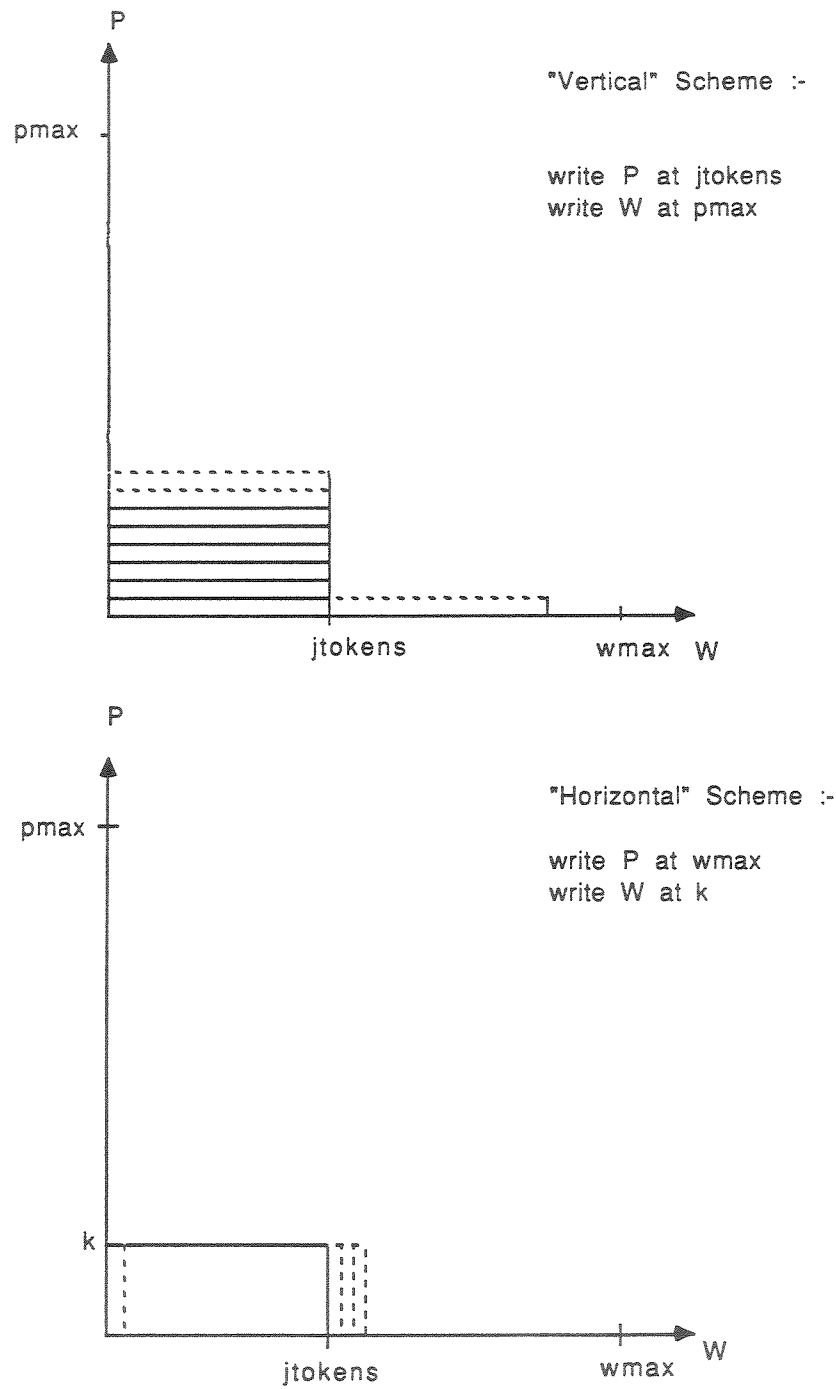 P
"Vertical" Scheme :-
pmax
write P at jtokens
write W at pmax
jtokens
wmax W
P
"Horizontal" Scheme :-
pmax
write P at wmax
write W at k
k
jtokens
wmax
W